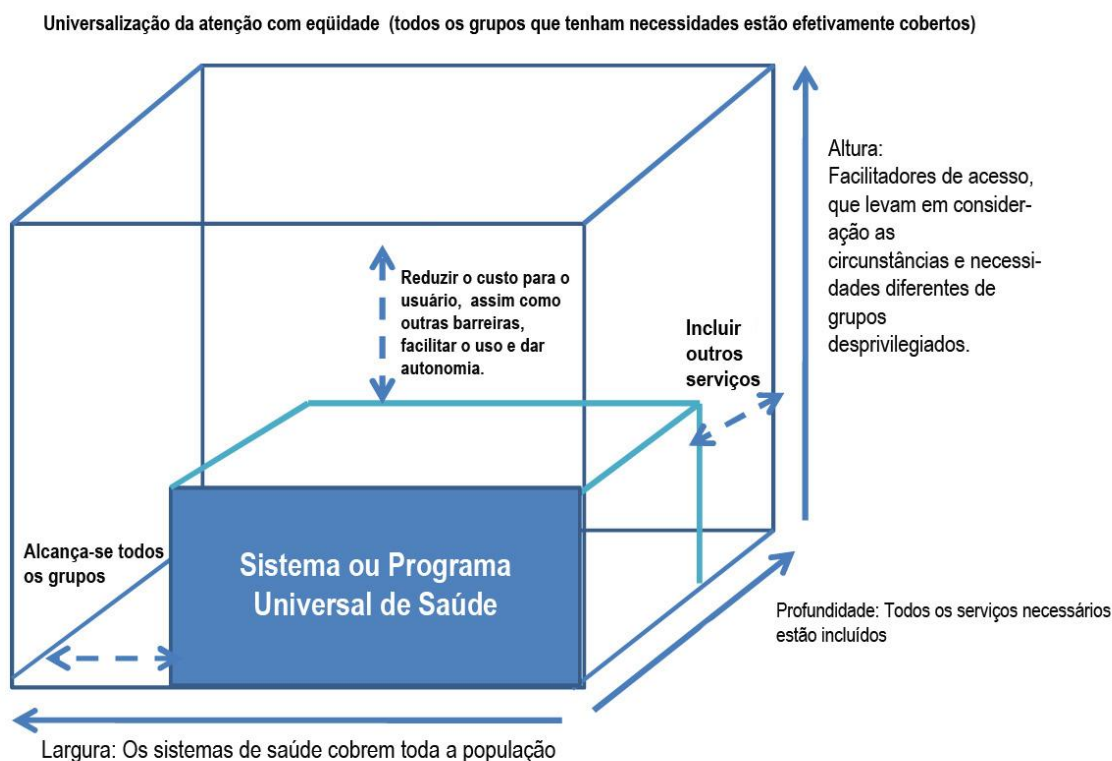 Universalização da atenção com eqüidade (todos os grupos que tenham necessidades estão efetivamente cobertos)
Altura:
Facilitadores de acesso,
que levam em consider-
ação as
circunstâncias e necessi-
dades diferentes de
grupos
desprivilegiados.
Reduzir o custo para o
usuário, assim como
outras barreiras,
facilitar o uso e dar
autonomia.
Incluir
outros
serviços
Alcança-se todos
os grupos
Sistema ou Programa
Universal de Saúde
Profundidade: Todos os serviços necessários
estão incluídos
Largura: Os sistemas de saúde cobrem toda a população